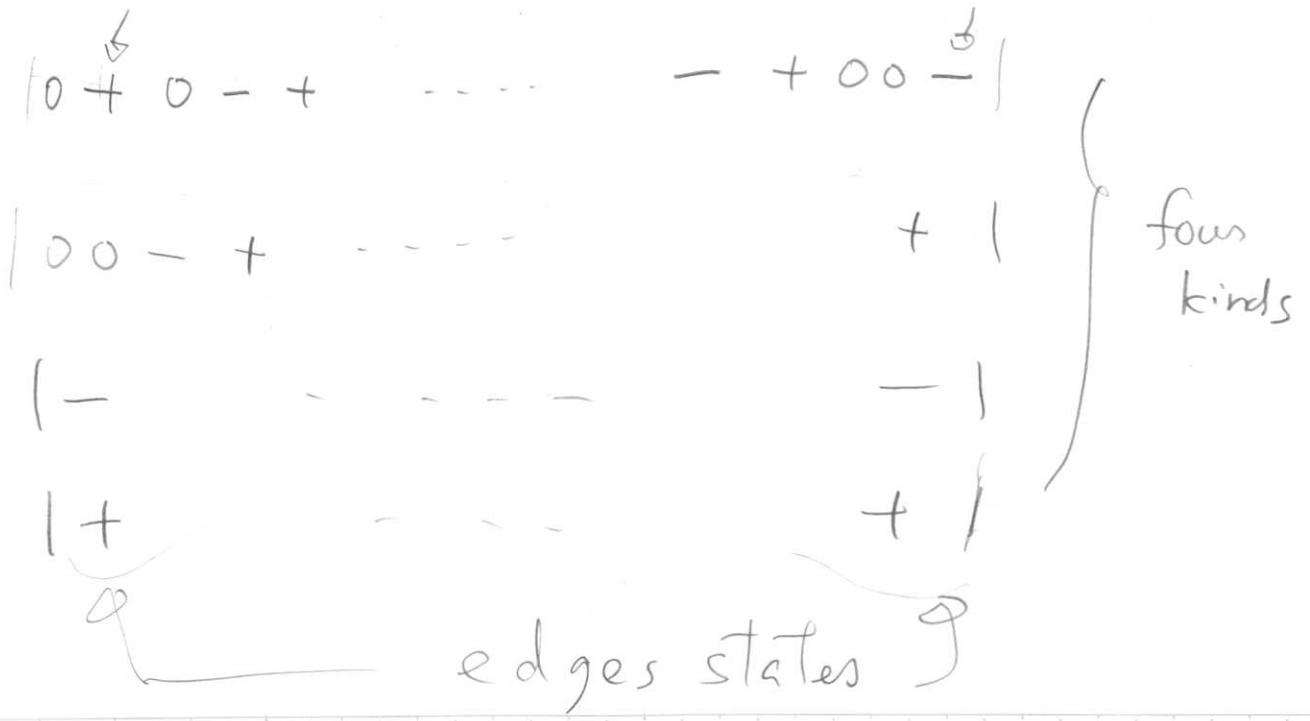 | 0 + 0 - + - - - - - + 0 0 - |
| 0 0 - + - - - - - + |
four
kinds
| - - - - - - |
| + - - - + |
edges states